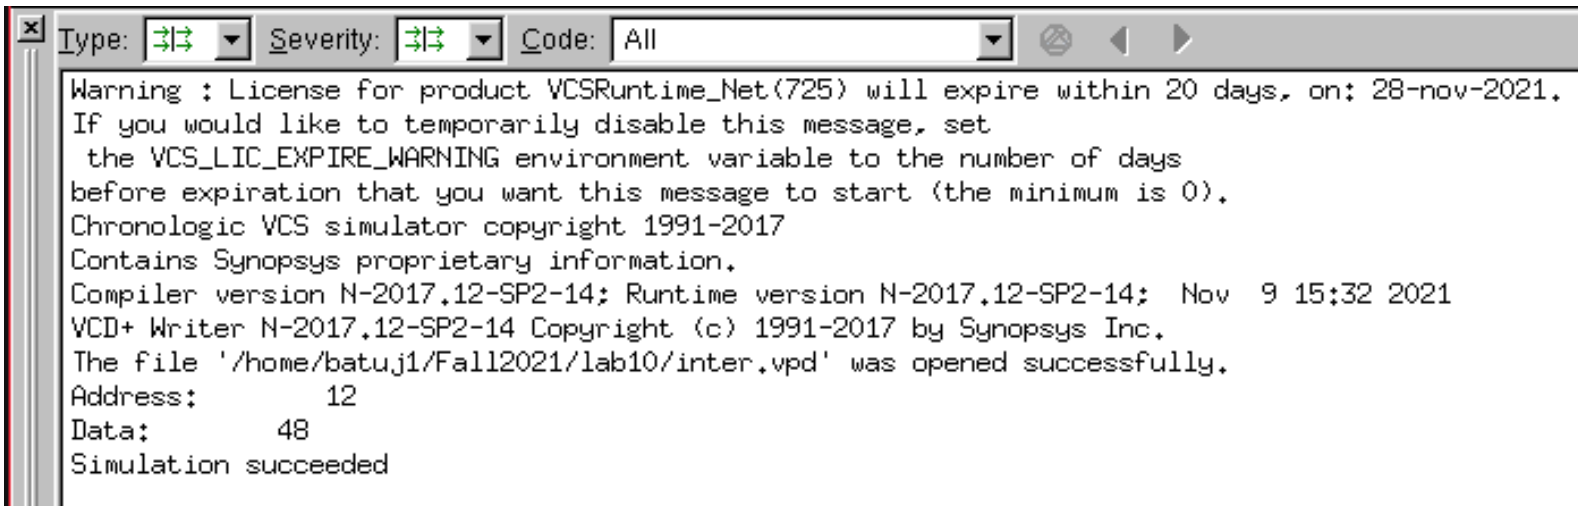 Type: Severity: Code: All
Warning : License for product VCSRuntime_Net(725) will expire within 20 days, on: 28-nov-2021.
If you would like to temporarily disable this message, set
 the VCS_LIC_EXPIRE_WARNING environment variable to the number of days
before expiration that you want this message to start (the minimum is 0).
Chronologic VCS simulator copyright 1991-2017
Contains Synopsys proprietary information.
Compiler version N-2017.12-SP2-14; Runtime version N-2017.12-SP2-14;  Nov  9 15:32 2021
VCD+ Writer N-2017.12-SP2-14 Copyright (c) 1991-2017 by Synopsys Inc.
The file '/home/batuj1/Fall2021/lab10/inter.vpd' was opened successfully.
Address:        12
Data:        48
Simulation succeeded